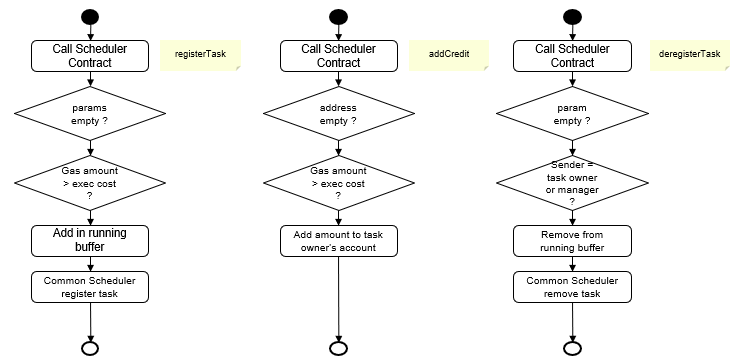 Call Scheduler
Contract
registerTask
params
empty ?
Gas amount
> exec cost
?
Add in running
buffer
Common Scheduler
register task
Call Scheduler
Contract
addCredit
address
empty ?
Gas amount
> exec cost
?
Add amount to task
owner's account
Call Scheduler
Contract
deregisterTask
param
empty ?
Sender =
task owner
or manager
?
Remove from
running buffer
Common Scheduler
remove task